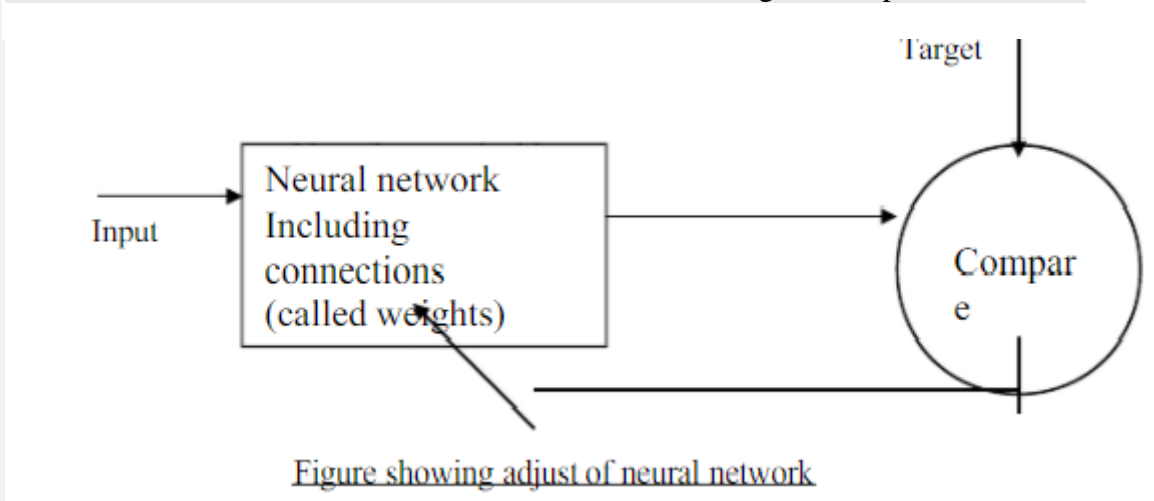 Target
Neural network
Including
connections
(called weights)
Input
Compar
e
Figure showing adjust of neural network